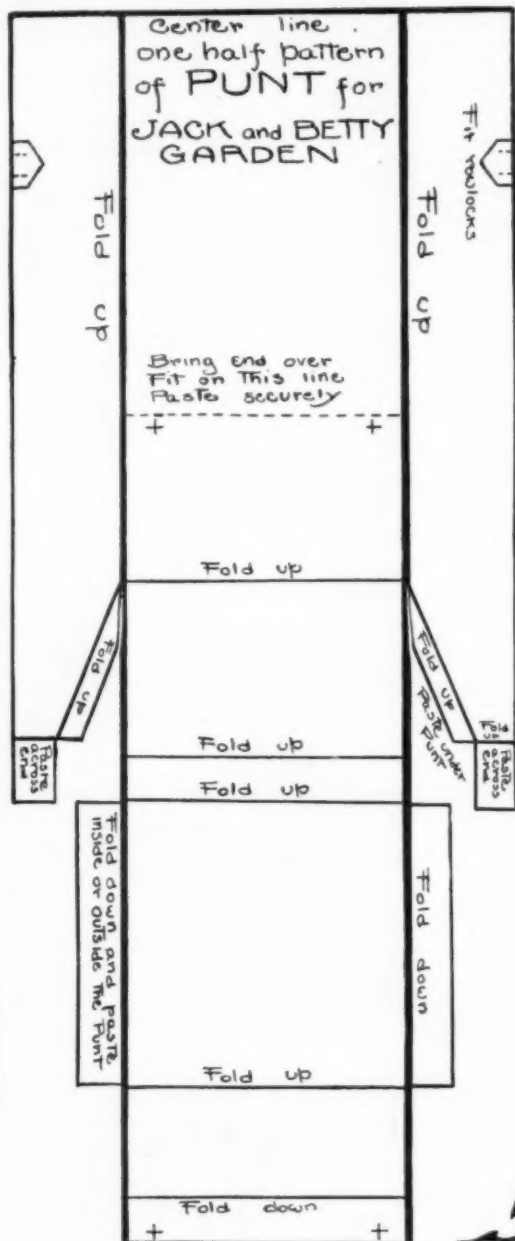 Center line.
one half pattern
of PUNT for
JACK and BETTY
GARDEN
Fit rowlocks
Fold up
Fold up
Bring End over
Fit on This line
Paste securely
+ +
Fold up
Fold up
Fold up
Paste under
Punt
Paste
across
end
Fold
Paste
across
end
Fold up
Fold up
Fold down and paste
inside or outside the Punt
Fold down
Fold up
Fold down
+ +